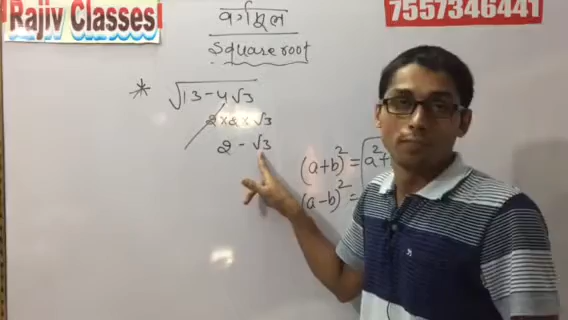 Rajiv Classes
7557346441
वर्गमूल
Square root
* √13-4√3
2×2×√3
2 - √3
(a+b)² = a²+
(a-b)² =